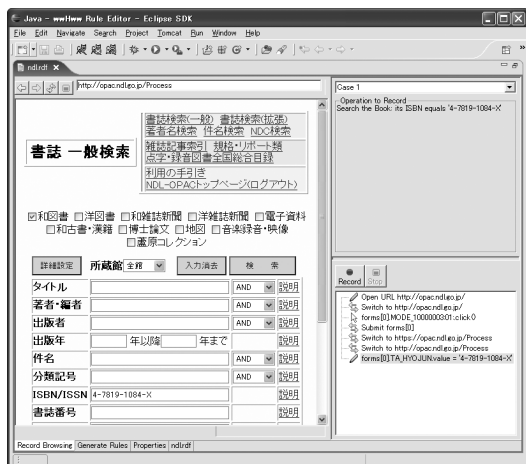 Java - wwHww Rule Editor - Eclipse SDK
File Edit Navigate Search Project Tomcat Run Window Help
ndlrdf
http://opac.ndl.go.jp/Process
書誌検索(一般) 書誌検索(拡張)
著者名検索 件名検索 NDC検索
書誌 一般検索
雑誌記事索引 規格・リポート類
点字・録音図書全国総合目録
利用の手引き
NDL-OPACトップページ(ログアウト)
和図書 洋図書 和雑誌新聞 洋雑誌新聞 電子資料
和古書・漢籍 博士論文 地図 音楽録音・映像
蘆原コレクション
詳細設定 所蔵館 全館 入力消去 検 索
タイトル AND 説明
著者・編者 AND 説明
出版者 AND 説明
出版年 年以降 年まで 説明
件名 AND 説明
分類記号 AND 説明
ISBN/ISSN 4-7819-1084-X 説明
書誌番号 説明
Record Browsing Generate Rules Properties ndlrdf
Case 1
Operation to Record
Search the Book: its ISBN equals '4-7819-1084-X'
Record Stop
Open URL http://opac.ndl.go.jp/
Switch to http://opac.ndl.go.jp/
forms[0].MODE_10000003:01:click()
Submit forms[0]
Switch to https://opac.ndl.go.jp/Process
Switch to http://opac.ndl.go.jp/Process
forms[0].TA_HYOJUN.value = '4-7819-1084-X'